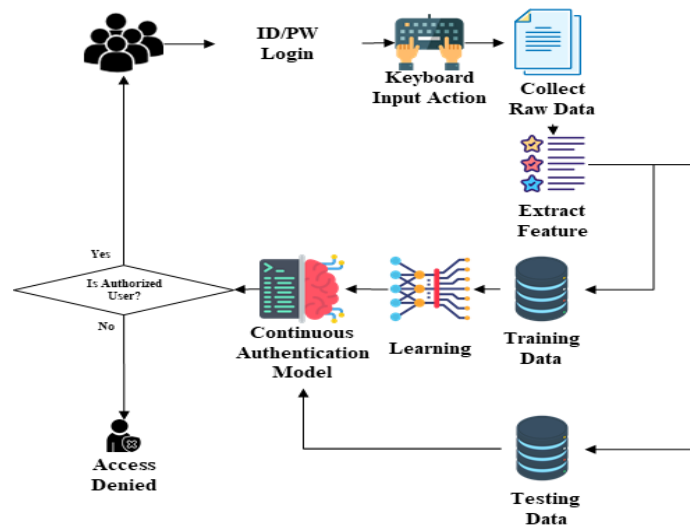 ID/PW
Login
Keyboard
Input Action
Collect
Raw Data
Extract
Feature
Yes
Is Authorized
User?
No
Continuous
Authentication
Model
Learning
Training
Data
Access
Denied
Testing
Data